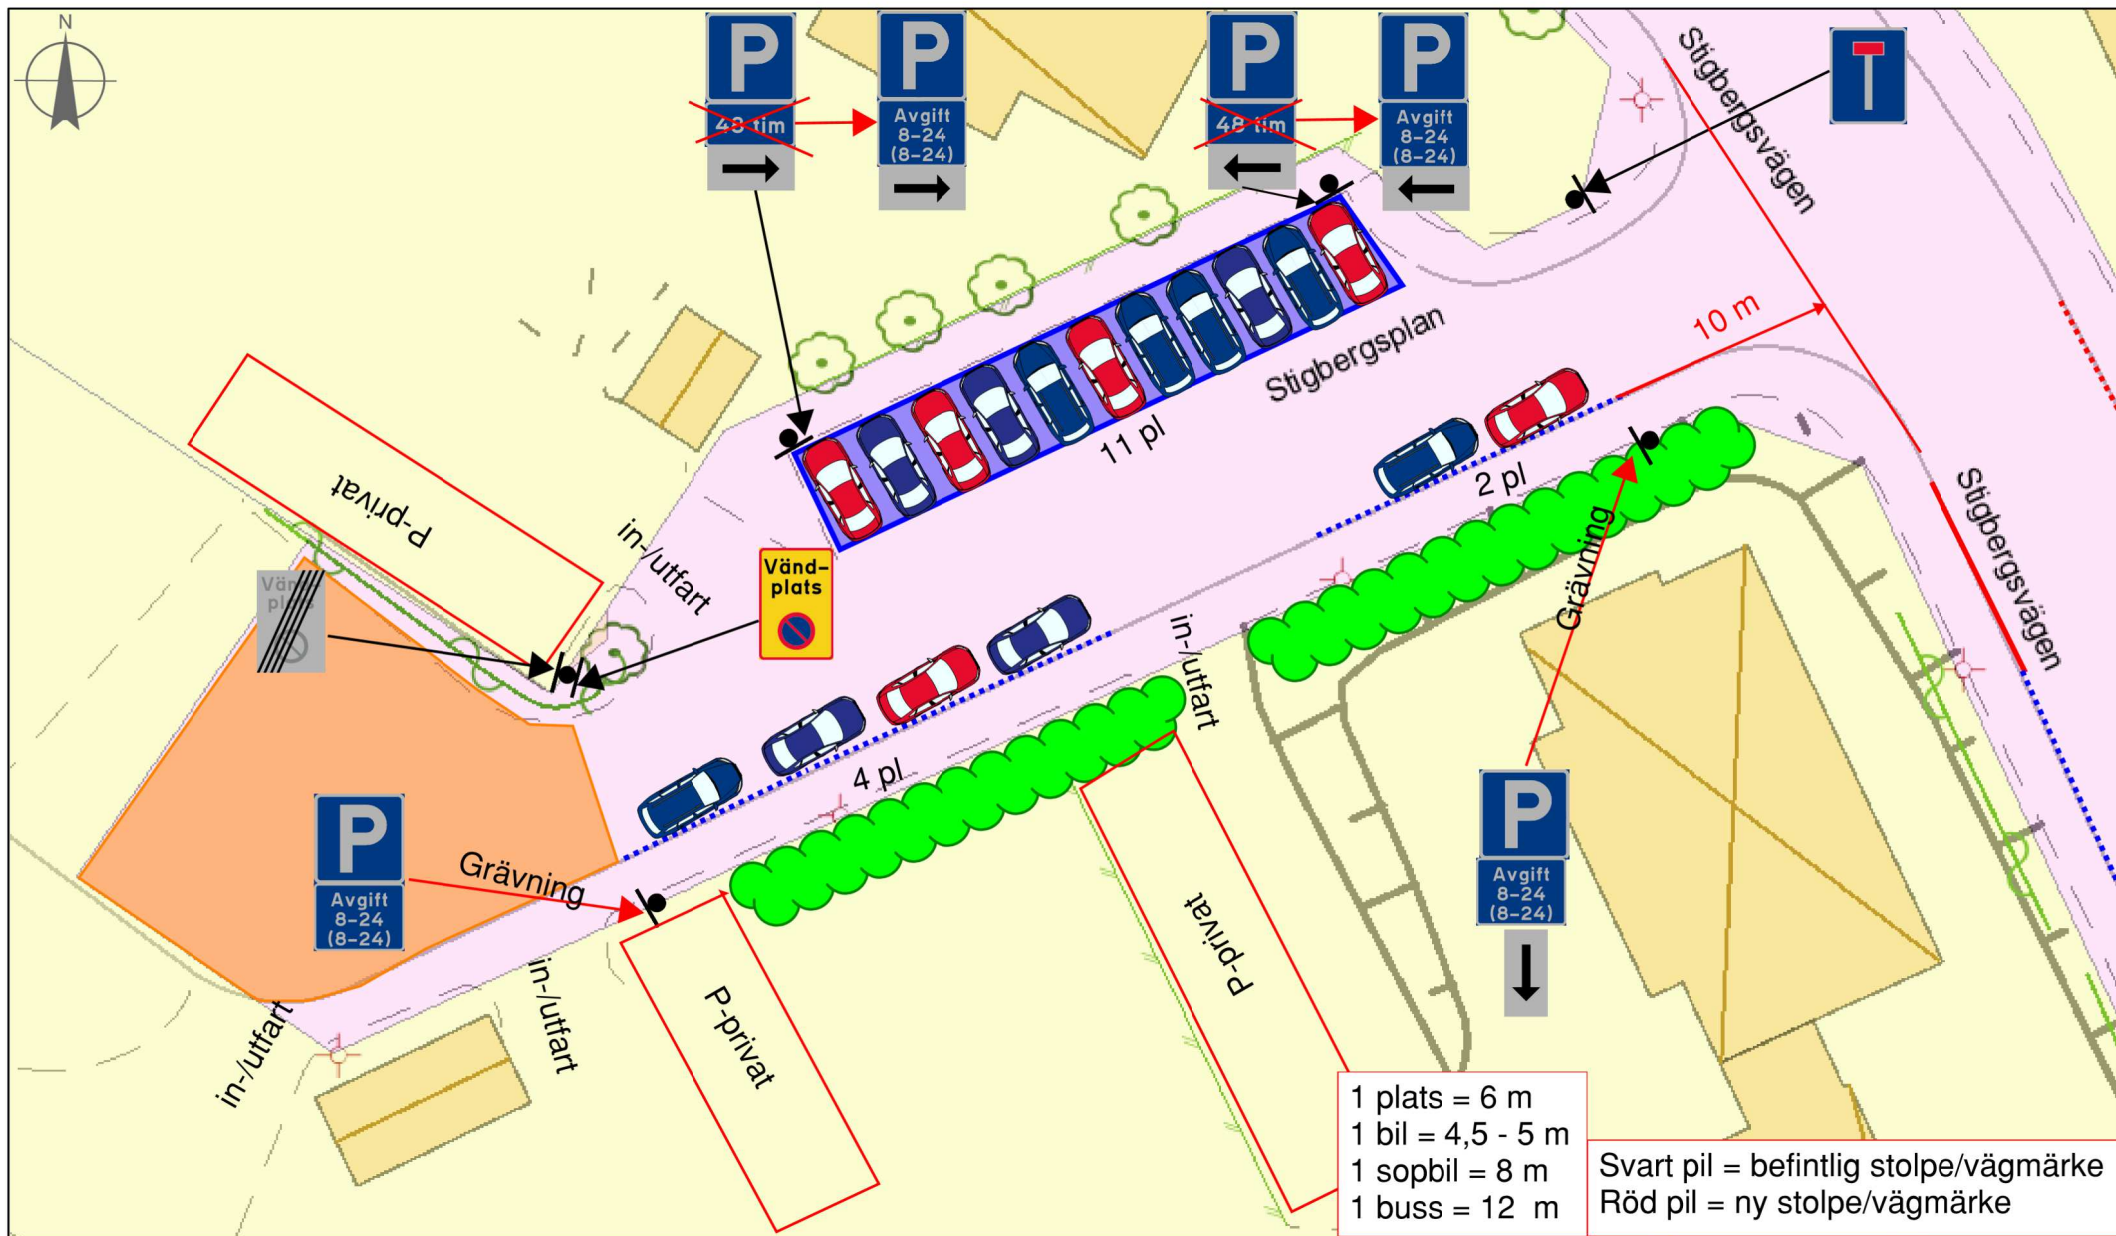 N
P
48 tim
P
Avgift
8-24
(8-24)
P
48 tim
P
Avgift
8-24
(8-24)
Stigbergsvägen
10 m
Stigbergsplan
11 pl
2 pl
P-privat
in-/utfart
Vänd-
plats
Vänd-
plats
Grävning
Stigbergsvägen
in-/utfart
4 pl
P
Avgift
8-24
(8-24)
Grävning
P
Avgift
8-24
(8-24)
P-privat
P-privat
in-/utfart
in-/utfart
1 plats = 6 m
1 bil = 4,5 - 5 m
1 sopbil = 8 m
1 buss = 12 m
Svart pil = befintlig stolpe/vägmärke
Röd pil = ny stolpe/vägmärke